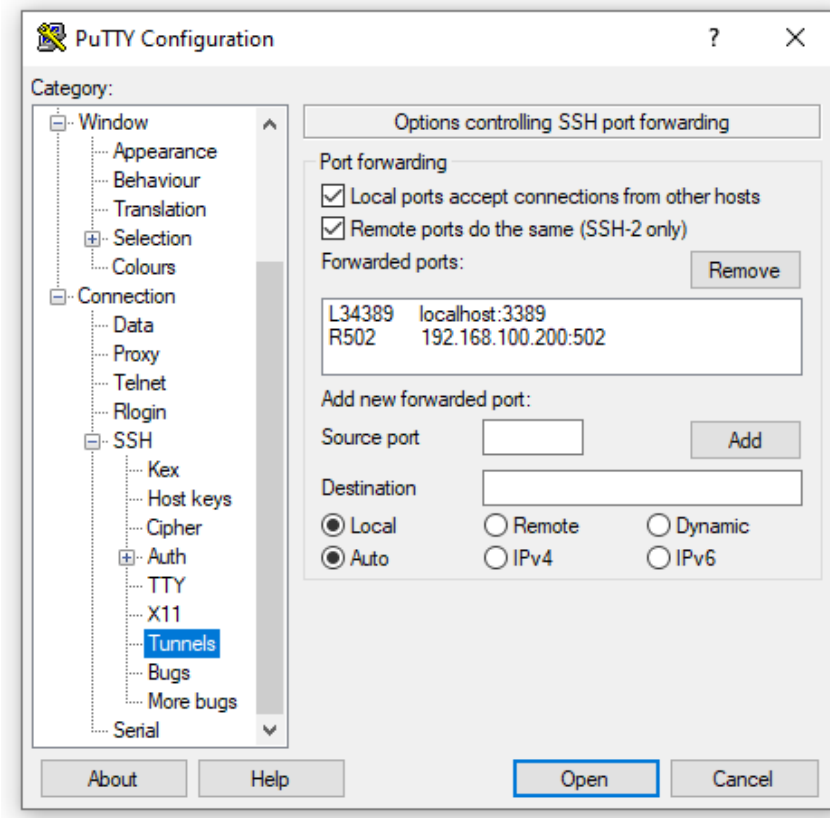 PuTTY Configuration
?
Category:
Window
Appearance
Behaviour
Translation
Selection
Colours
Connection
Data
Proxy
Telnet
Rlogin
SSH
Kex
Host keys
Cipher
Auth
TTY
X11
Tunnels
Bugs
More bugs
Serial
Options controlling SSH port forwarding
Port forwarding
Local ports accept connections from other hosts
Remote ports do the same (SSH-2 only)
Forwarded ports: Remove
L34389 localhost:3389
R502 192.168.100.200:502
Add new forwarded port:
Source port Add
Destination
Local Remote Dynamic
Auto IPv4 IPv6
About Help Open Cancel